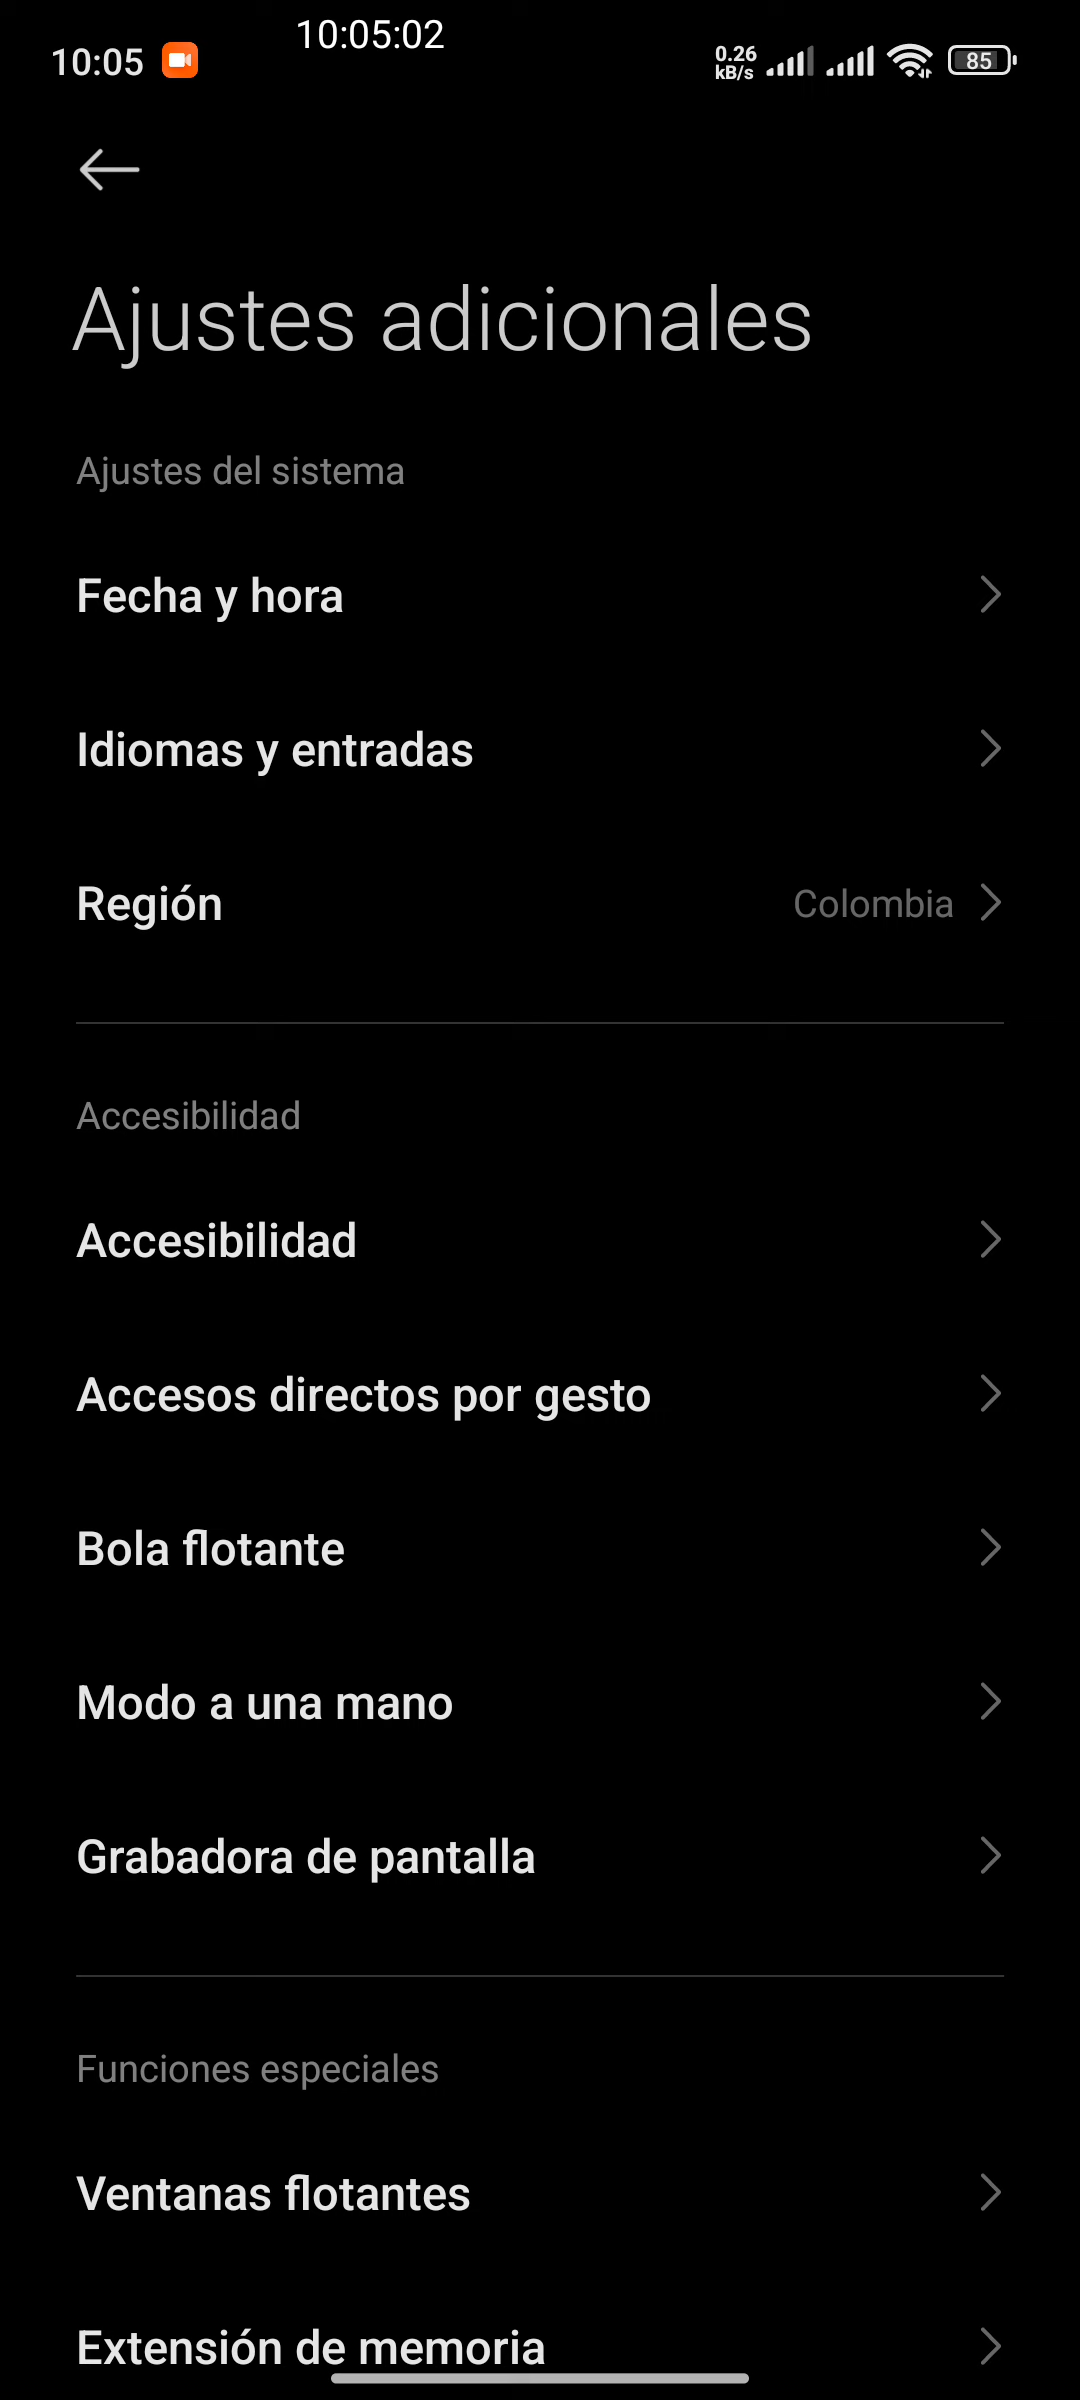 10:05
10:05:02
0.26
kB/s
85
Ajustes adicionales
Ajustes del sistema
Fecha y hora
Idiomas y entradas
Región Colombia
Accesibilidad
Accesibilidad
Accesos directos por gesto
Bola flotante
Modo a una mano
Grabadora de pantalla
Funciones especiales
Ventanas flotantes
Extensión de memoria